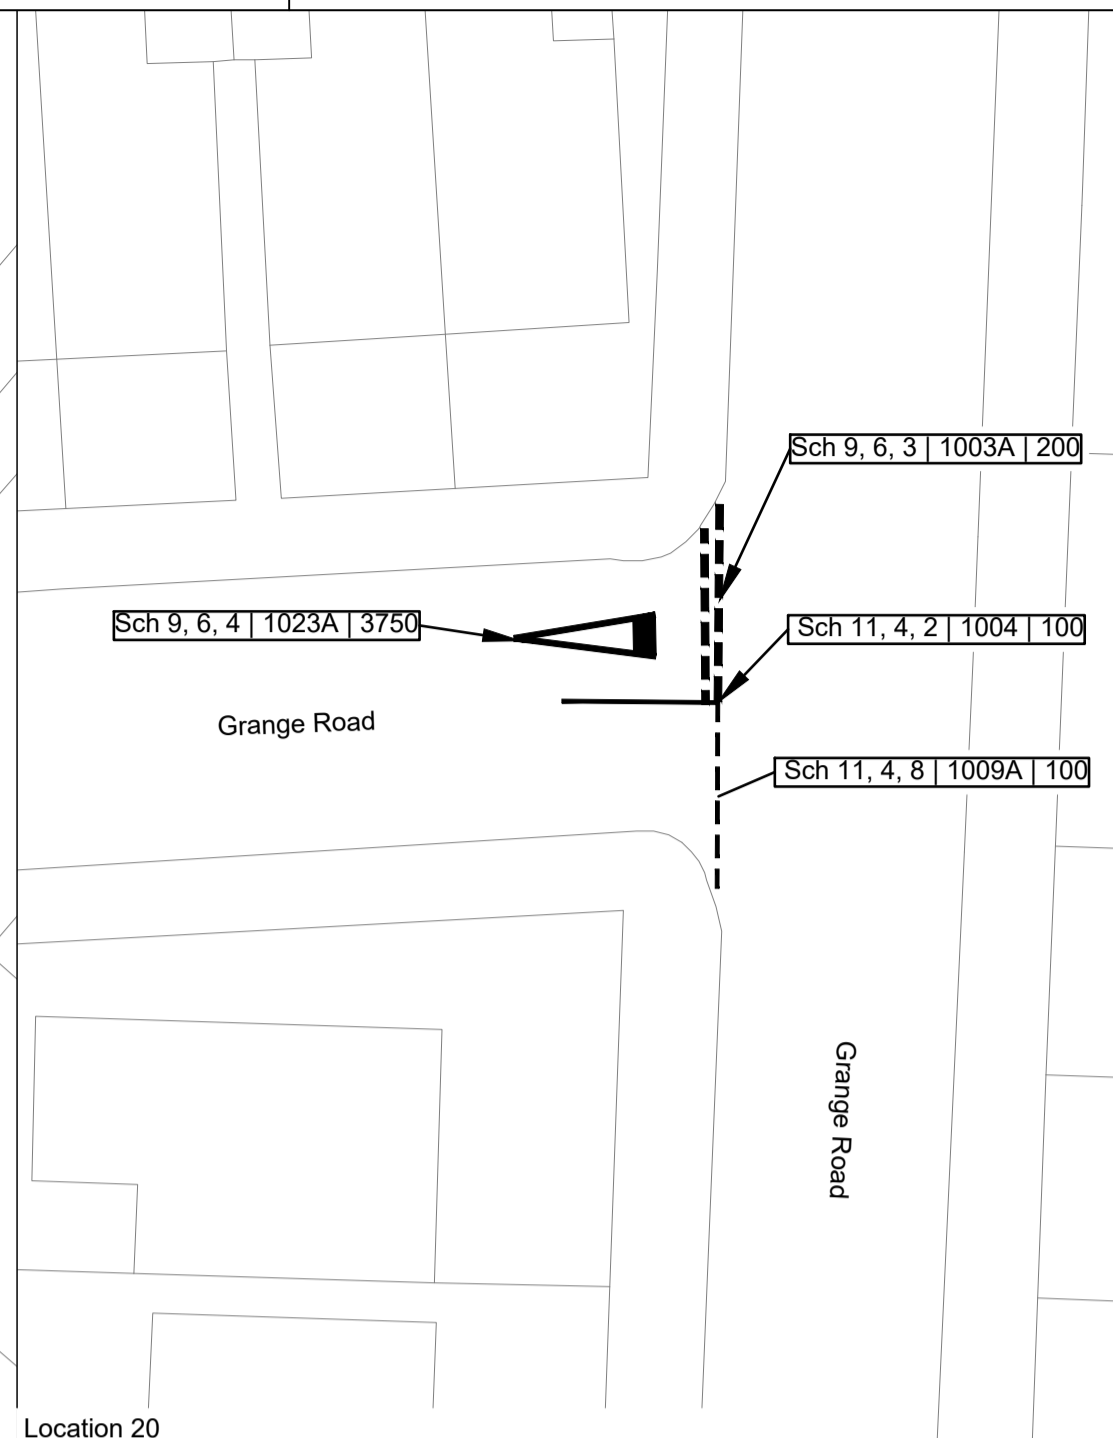 Sch 9, 6, 3 | 1003A | 200
Sch 9, 6, 4 | 1023A | 3750
Sch 11, 4, 2 | 1004 | 100
Grange Road
Sch 11, 4, 8 | 1009A | 100
Grange Road
Location 20